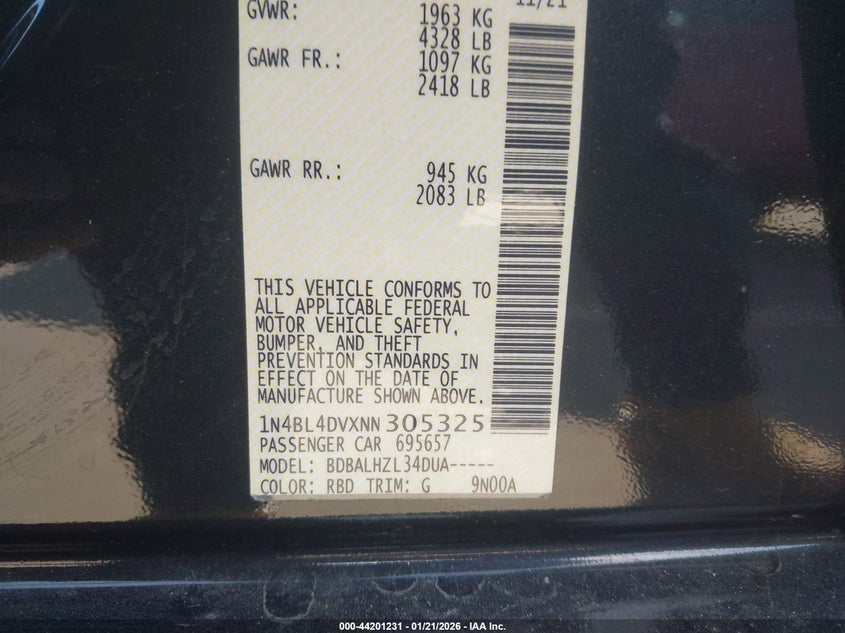 11/21
GVWR: 1963 KG
4328 LB
GAWR FR.: 1097 KG
2418 LB
GAWR RR.: 945 KG
2083 LB
THIS VEHICLE CONFORMS TO
ALL APPLICABLE FEDERAL
MOTOR VEHICLE SAFETY,
BUMPER, AND THEFT
PREVENTION STANDARDS IN
EFFECT ON THE DATE OF
MANUFACTURE SHOWN ABOVE.
1N4BL4DVXNN305325
PASSENGER CAR 695657
MODEL: BDBALHZL34DUA-----
COLOR: RBD TRIM: G 9N00A
000-44201231 - 01/21/2026 - IAA Inc.